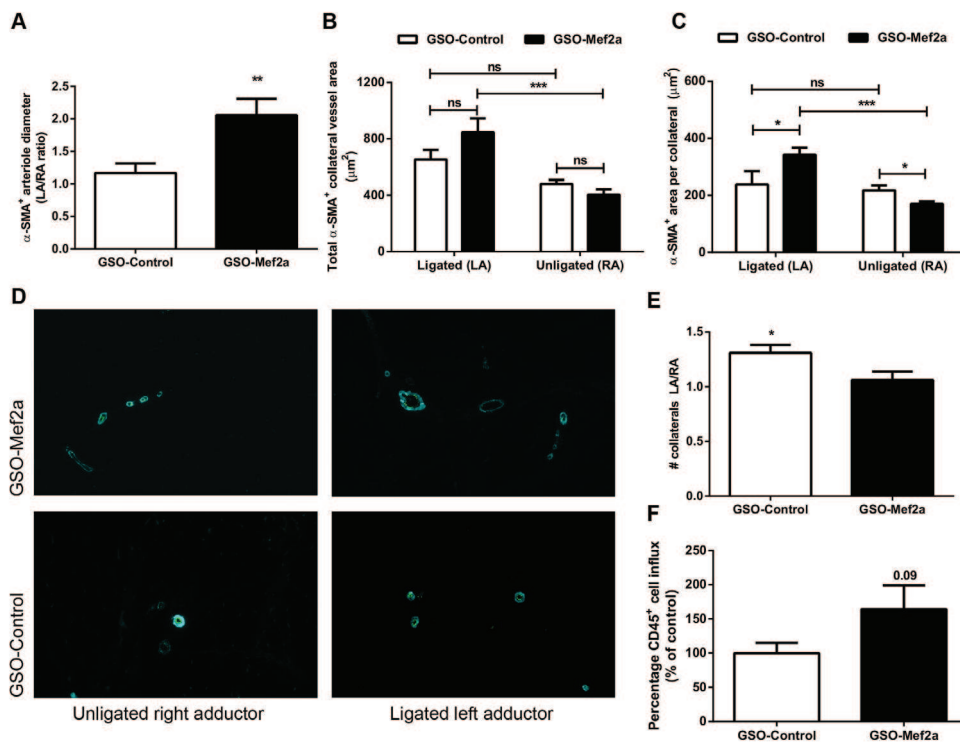 A
α-SMA⁺ arteriole diameter
(LA/RA ratio)
2.5
2.0
1.5
1.0
0.5
0.0
**
GSO-Control
GSO-Mef2a
B
GSO-Control
GSO-Mef2a
Total α-SMA⁺ collateral vessel area
(μm²)
1200
800
400
0
ns
***
ns
ns
Ligated (LA)
Unligated (RA)
C
GSO-Control
GSO-Mef2a
α-SMA⁺ area per collateral (μm²)
600
400
200
0
ns
***
*
*
Ligated (LA)
Unligated (RA)
D
GSO-Mef2a
GSO-Control
Unligated right adductor
Ligated left adductor
E
# collaterals LA/RA
1.5
1.0
0.5
0.0
*
GSO-Control
GSO-Mef2a
F
Percentage CD45⁺ cell influx
(% of control)
250
200
150
100
50
0
0.09
GSO-Control
GSO-Mef2a